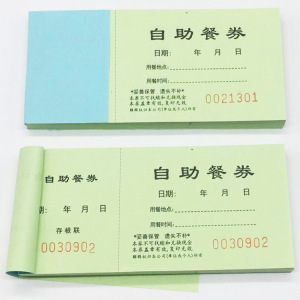 自助餐券
日期： 年 月 日
用餐地点：
用餐时间：
*妥善保管 遗失不补*
本券不可找赎和兑换现金
本券盖章有效，复印无效
0021301
自助餐券
日期： 年 月 日
存根联
0030902
自助餐券
日期： 年 月 日
用餐地点：
用餐时间：
*妥善保管 遗失不补*
本券不可找赎和兑换现金
本券盖章有效，复印无效
0030902